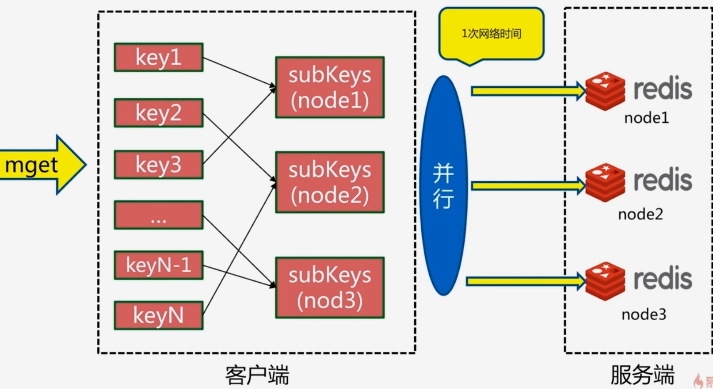 1次网络时间
mget
key1
key2
key3
...
keyN-1
keyN
subKeys
(node1)
subKeys
(node2)
subKeys
(nod3)
并
行
redis
node1
redis
node2
redis
node3
客户端
服务端